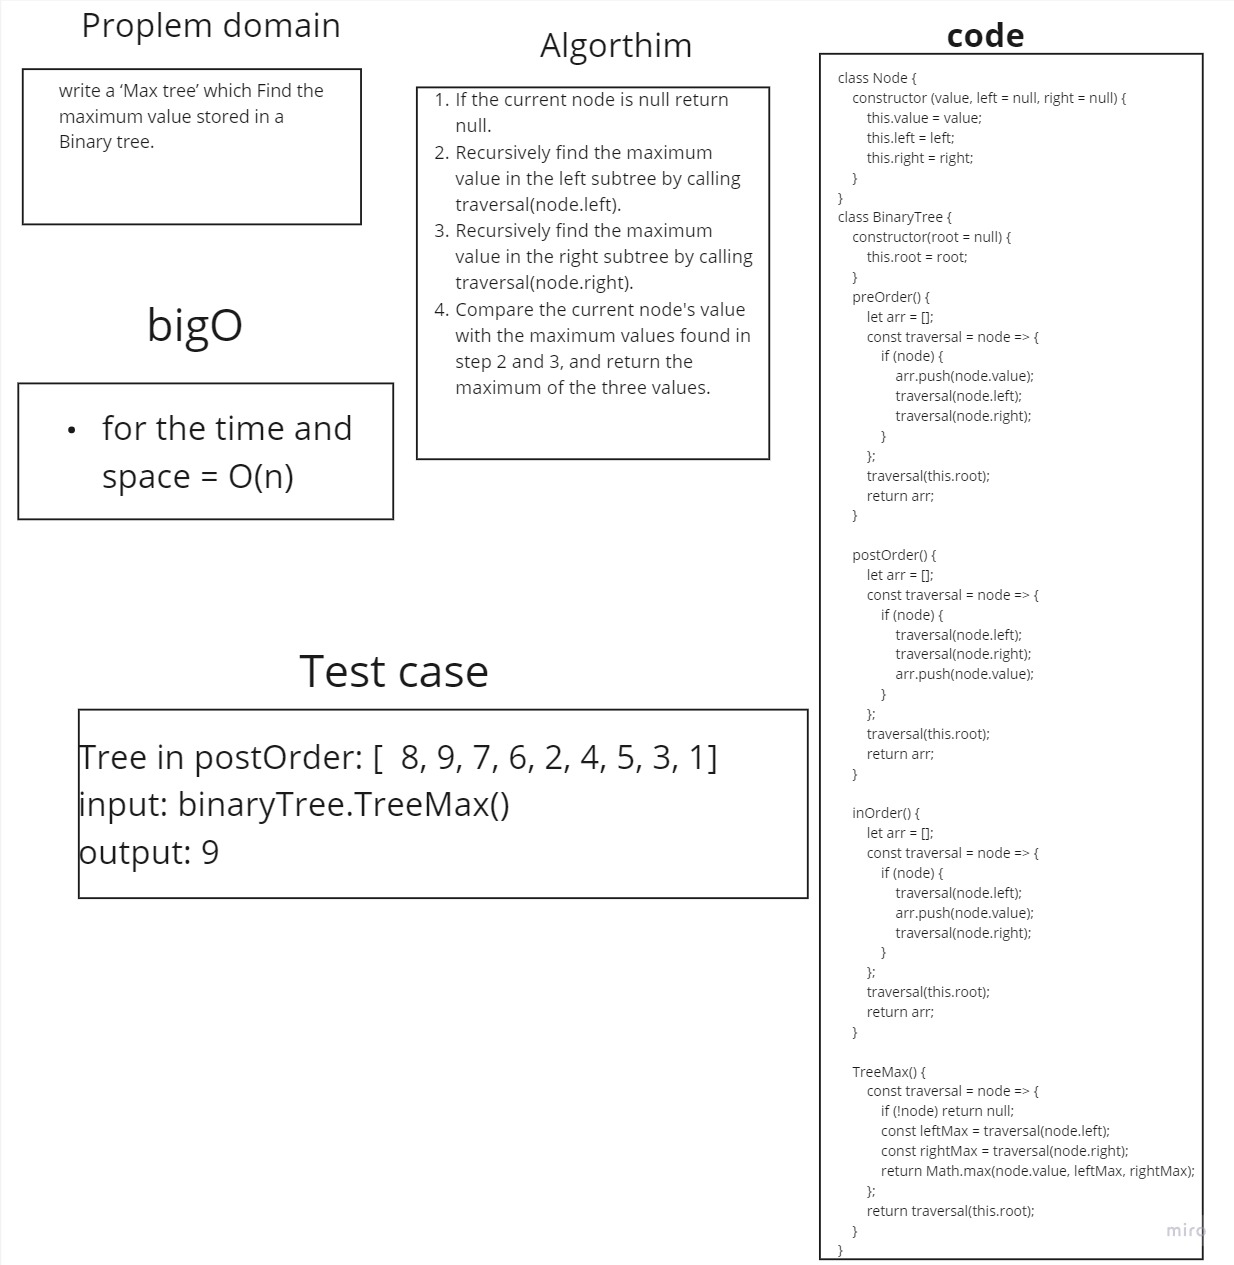 Proplem domain
write a ‘Max tree’ which Find the
maximum value stored in a
Binary tree.
bigO
• for the time and
space = O(n)
Algorthim
1. If the current node is null return
null.
2. Recursively find the maximum
value in the left subtree by calling
traversal(node.left).
3. Recursively find the maximum
value in the right subtree by calling
traversal(node.right).
4. Compare the current node's value
with the maximum values found in
step 2 and 3, and return the
maximum of the three values.
Test case
Tree in postOrder: [  8, 9, 7, 6, 2, 4, 5, 3, 1]
input: binaryTree.TreeMax()
output: 9
code
class Node {
constructor (value, left = null, right = null) {
this.value = value;
this.left = left;
this.right = right;
}
}
class BinaryTree {
constructor(root = null) {
this.root = root;
}
preOrder() {
let arr = [];
const traversal = node => {
if (node) {
arr.push(node.value);
traversal(node.left);
traversal(node.right);
}
};
traversal(this.root);
return arr;
}
postOrder() {
let arr = [];
const traversal = node => {
if (node) {
traversal(node.left);
traversal(node.right);
arr.push(node.value);
}
};
traversal(this.root);
return arr;
}
inOrder() {
let arr = [];
const traversal = node => {
if (node) {
traversal(node.left);
arr.push(node.value);
traversal(node.right);
}
};
traversal(this.root);
return arr;
}
TreeMax() {
const traversal = node => {
if (!node) return null;
const leftMax = traversal(node.left);
const rightMax = traversal(node.right);
return Math.max(node.value, leftMax, rightMax);
};
return traversal(this.root);
}
}
miro